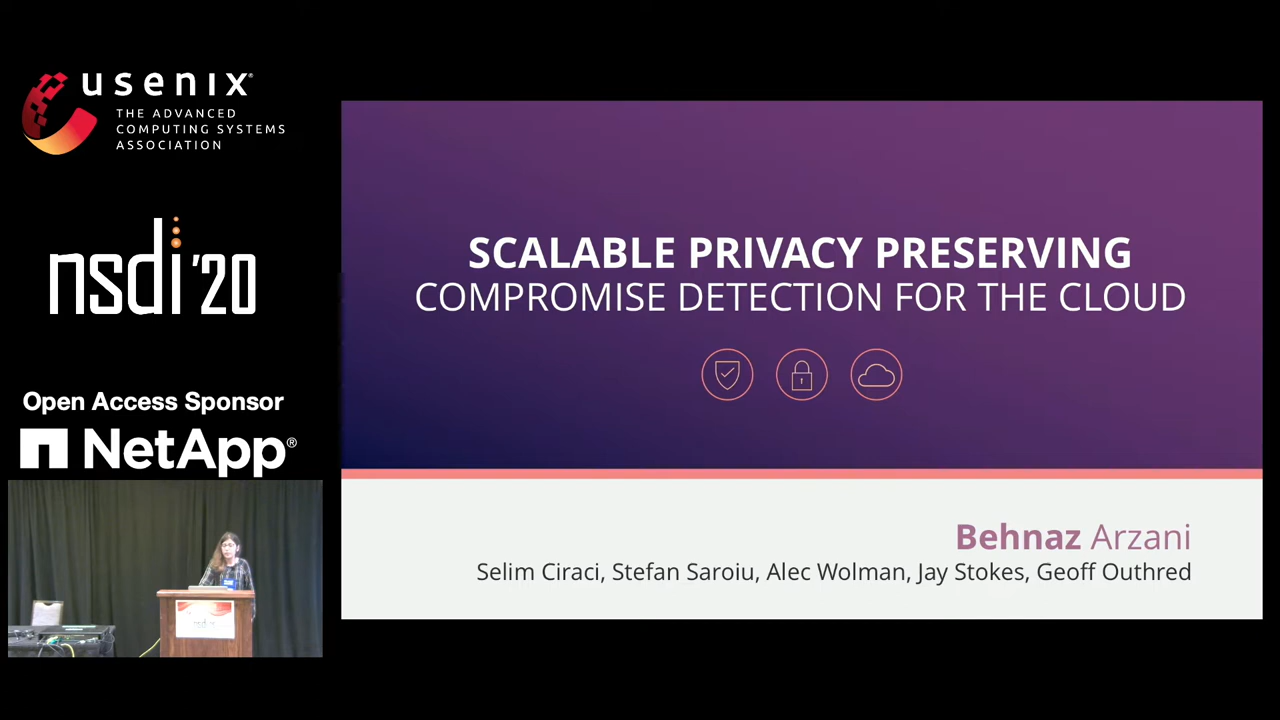 usenix®
THE ADVANCED
COMPUTING SYSTEMS
ASSOCIATION
nsdi '20
Open Access Sponsor
NetApp®
SCALABLE PRIVACY PRESERVING
COMPROMISE DETECTION FOR THE CLOUD
Behnaz Arzani
Selim Ciraci, Stefan Saroiu, Alec Wolman, Jay Stokes, Geoff Outhred
nsdi